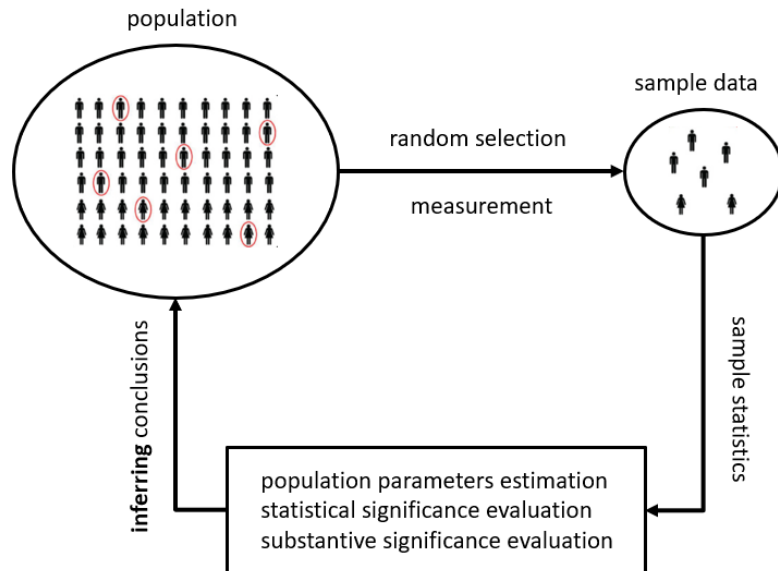 population
sample data
random selection
measurement
sample statistics
inferring conclusions
population parameters estimation
statistical significance evaluation
substantive significance evaluation